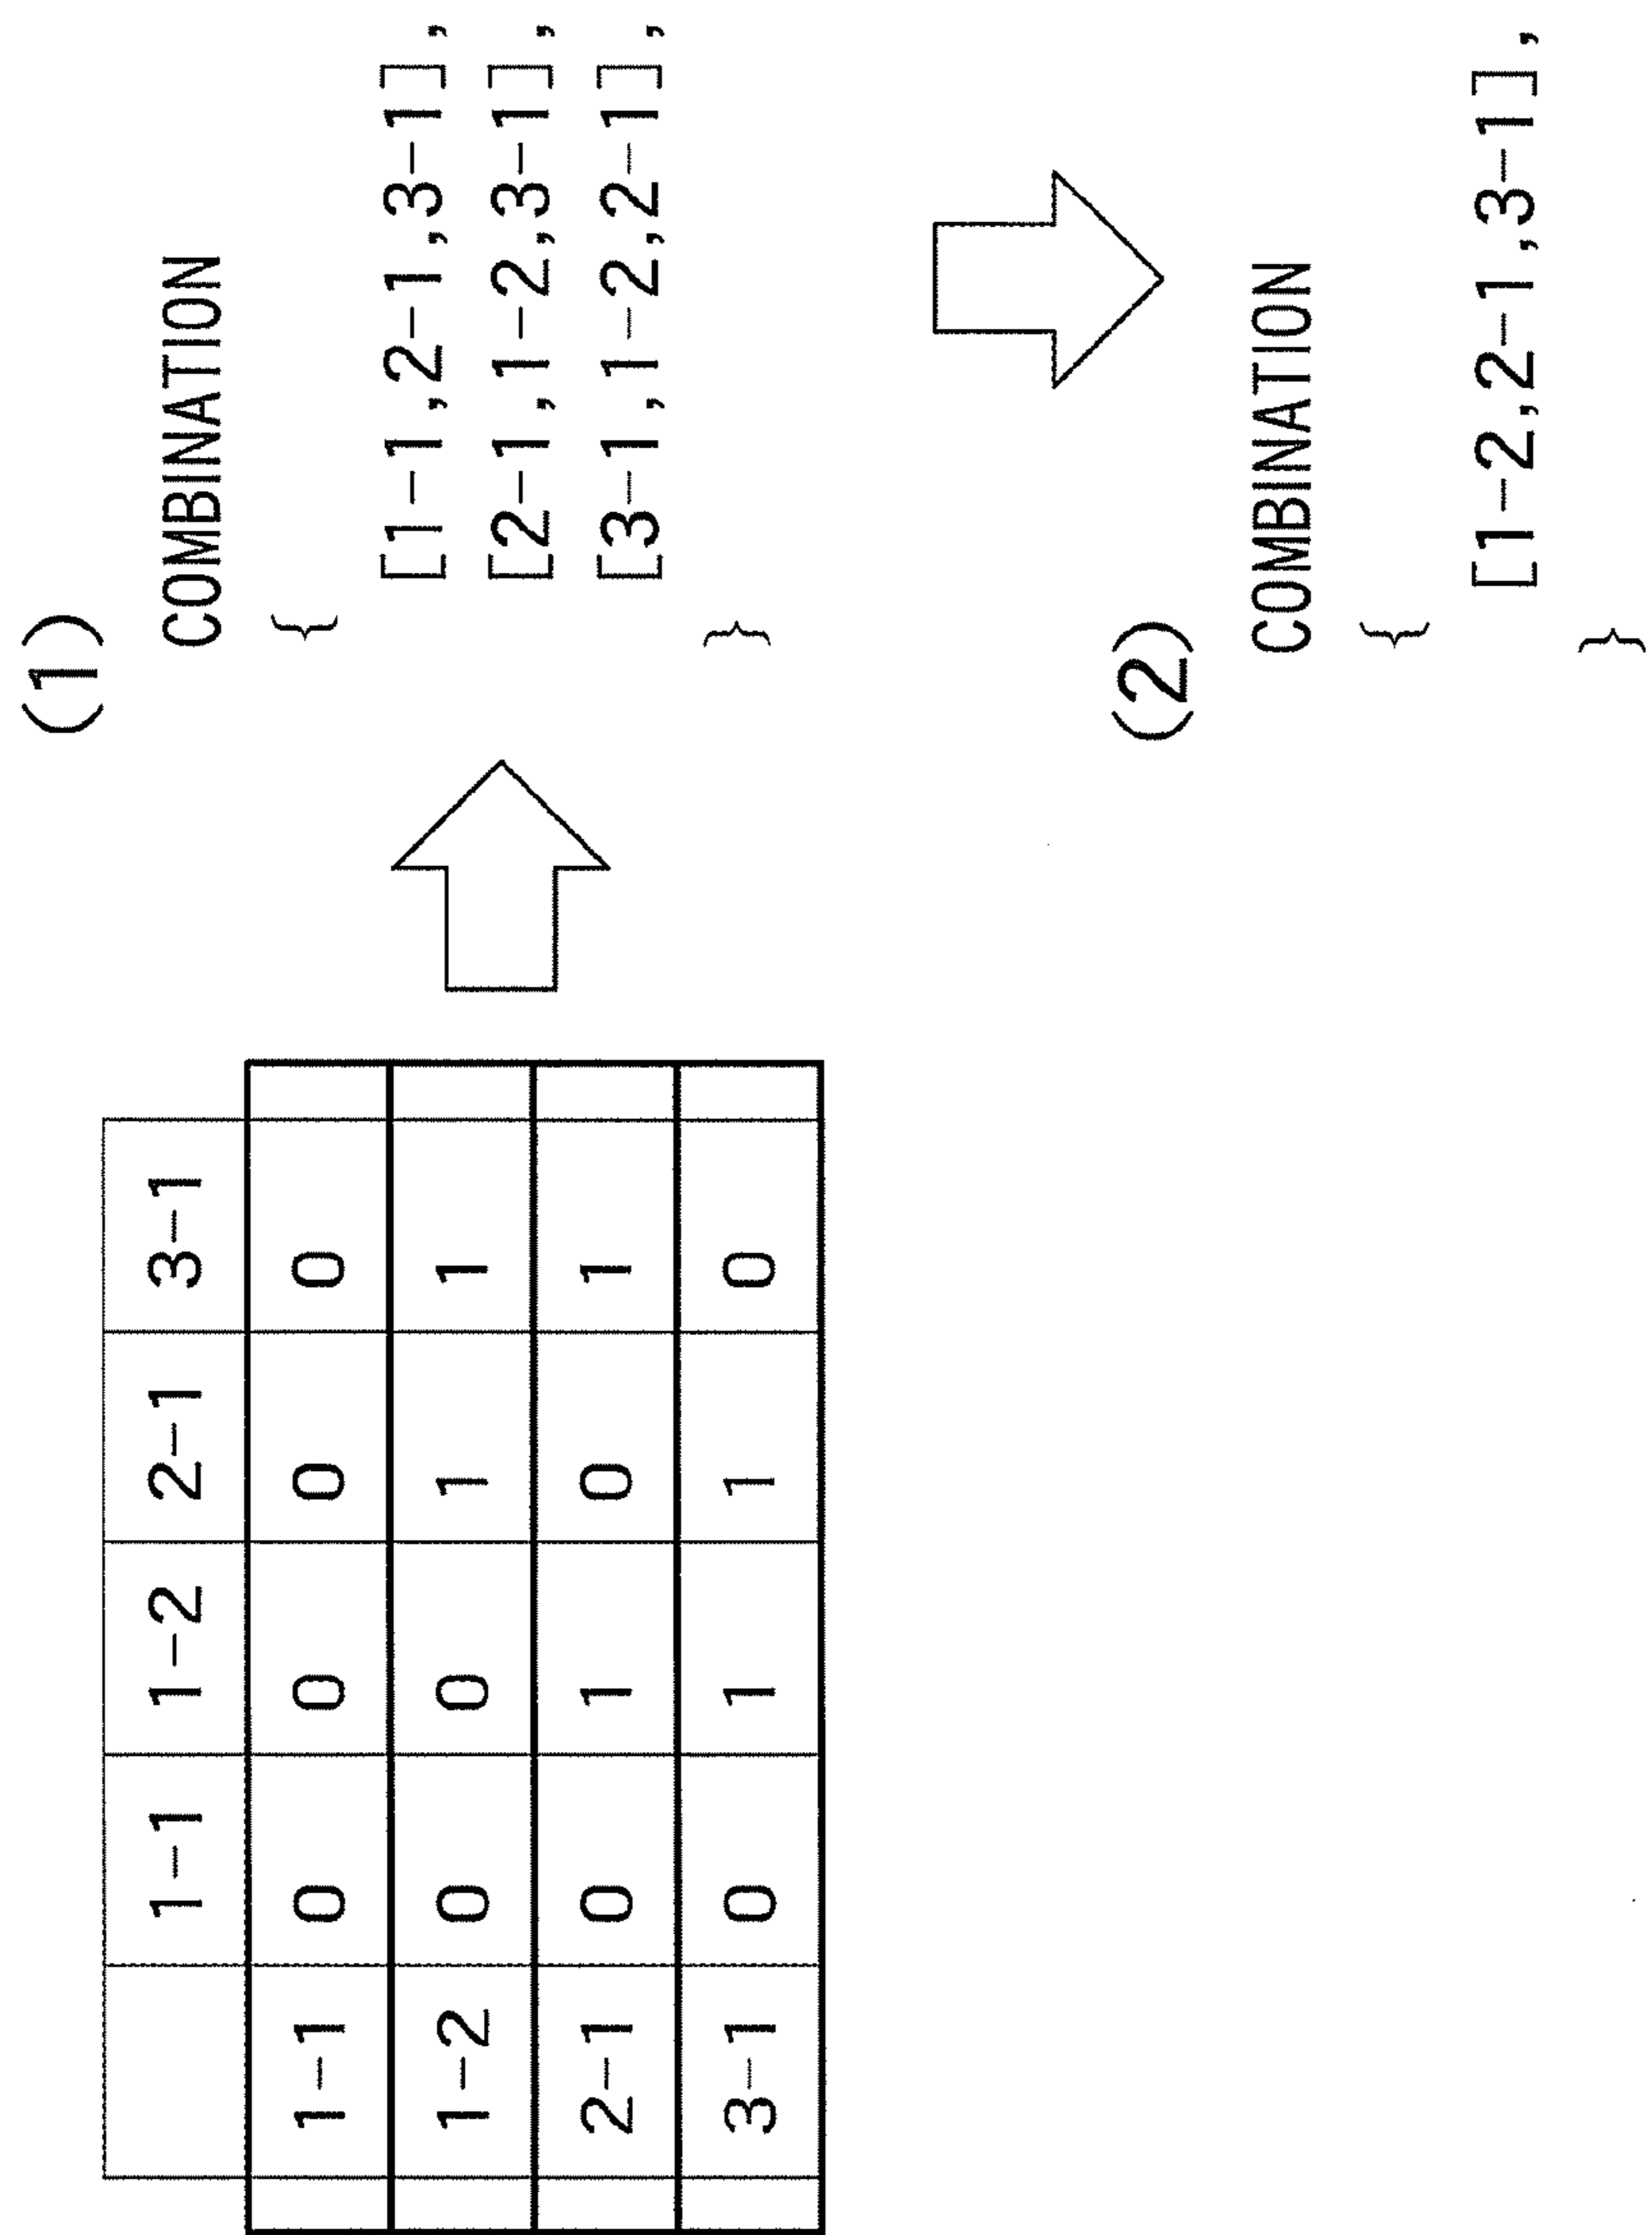 1-1 1-2 2-1 3-1
1-1 0 0 0 0
1-2 0 0 1 1
2-1 0 1 0 1
3-1 0 1 1 0
(1)
COMBINATION
{
[1-1,2-1,3-1],
[2-1,1-2,3-1],
[3-1,1-2,2-1],
}
(2)
COMBINATION
{
[1-2,2-1,3-1],
}